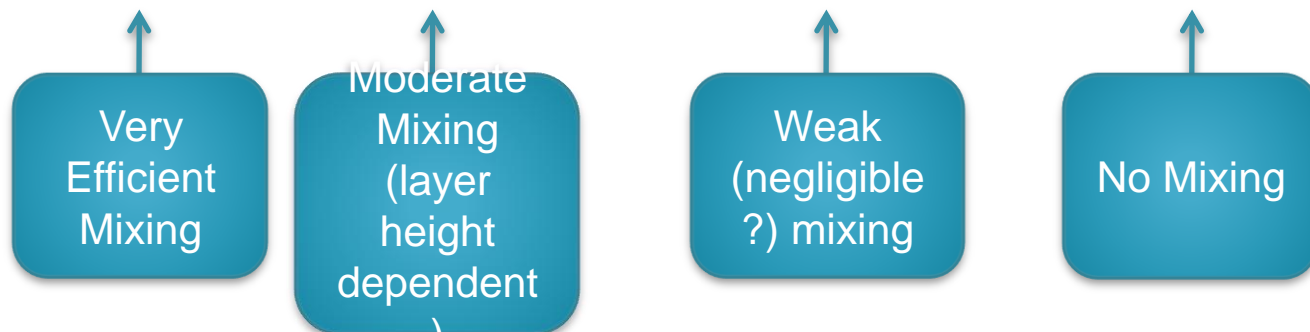 Very
Efficient
Mixing
Moderate
Mixing
(layer
height
dependent
)
Weak
(negligible
?) mixing
No Mixing